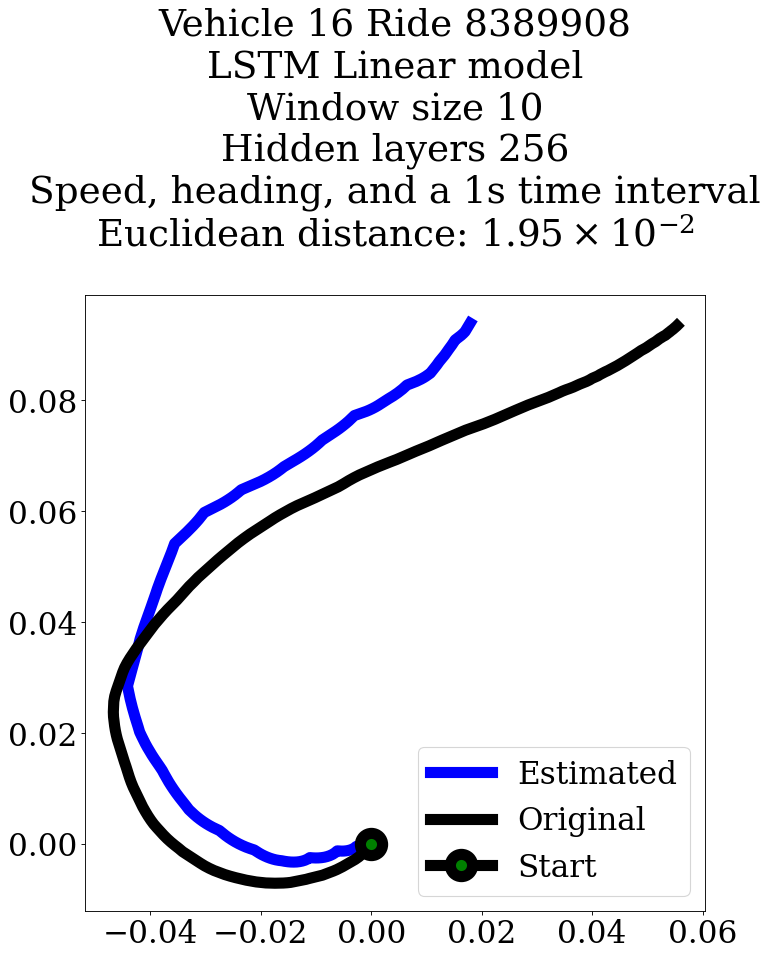 Vehicle 16 Ride 8389908
LSTM Linear model
Window size 10
Hidden layers 256
Speed, heading, and a 1s time interval
Euclidean distance: 1.95 × 10⁻²
0.08
0.06
0.04
0.02
0.00
Estimated
Original
Start
−0.04 −0.02 0.00 0.02 0.04 0.06